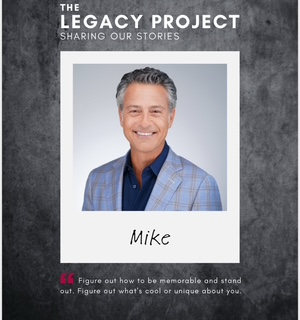 THE
LEGACY PROJECT
SHARING OUR STORIES
Mike
“ Figure out how to be memorable and stand
out. Figure out what's cool or unique about you.